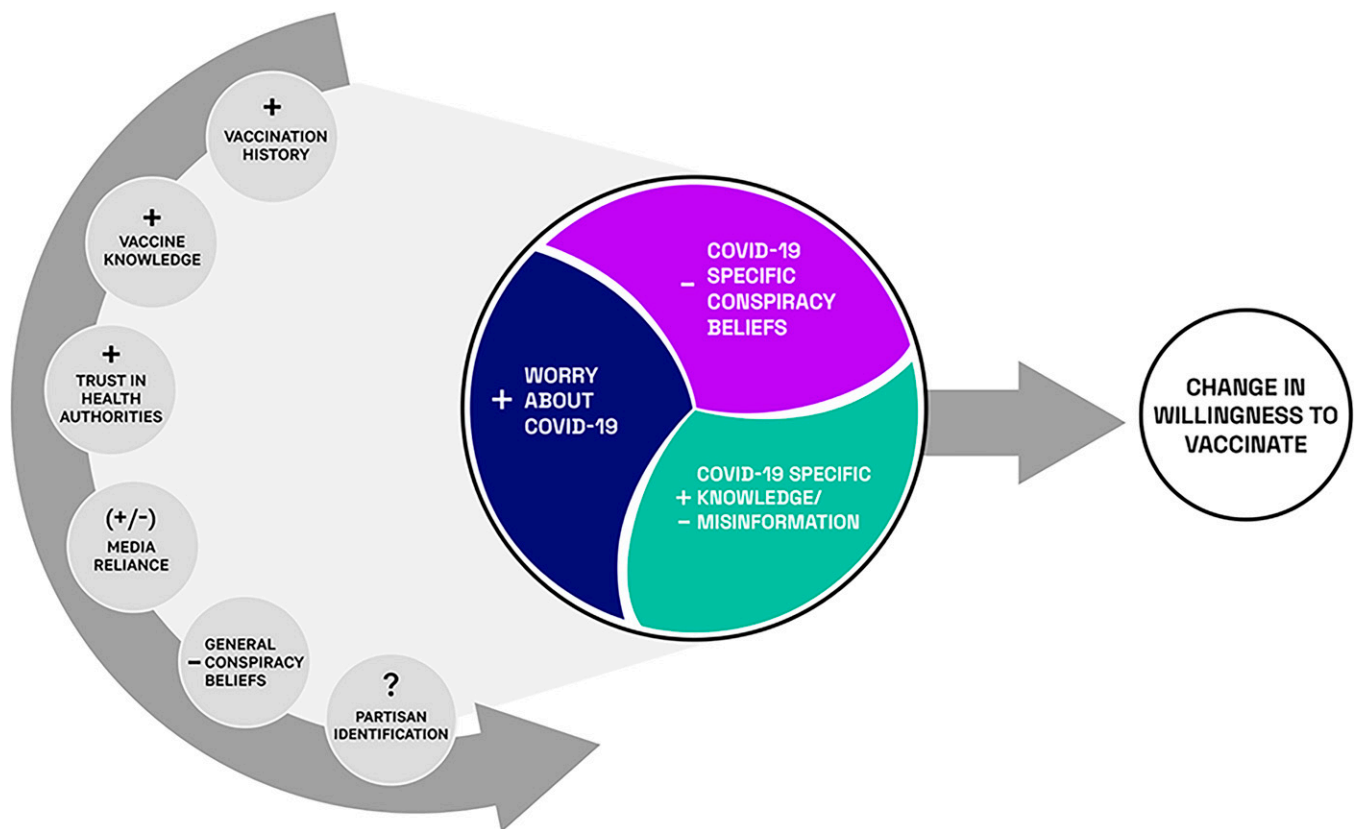 +
VACCINATION
HISTORY
+
VACCINE
KNOWLEDGE
+
TRUST IN
HEALTH
AUTHORITIES
(+/-)
MEDIA
RELIANCE
GENERAL
– CONSPIRACY
BELIEFS
?
PARTISAN
IDENTIFICATION
COVID-19
SPECIFIC
– CONSPIRACY
BELIEFS
WORRY
+ ABOUT
COVID-19
COVID-19 SPECIFIC
+ KNOWLEDGE/
– MISINFORMATION
CHANGE IN
WILLINGNESS TO
VACCINATE